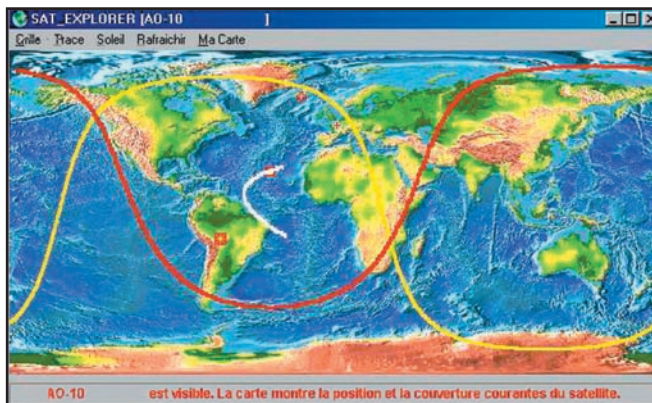 SAT_EXPLORER [AO-10 ]
Grille Trace Soleil Rafraichir Ma Carte
AO-10 est visible. La carte montre la position et la couverture courantes du satellite.